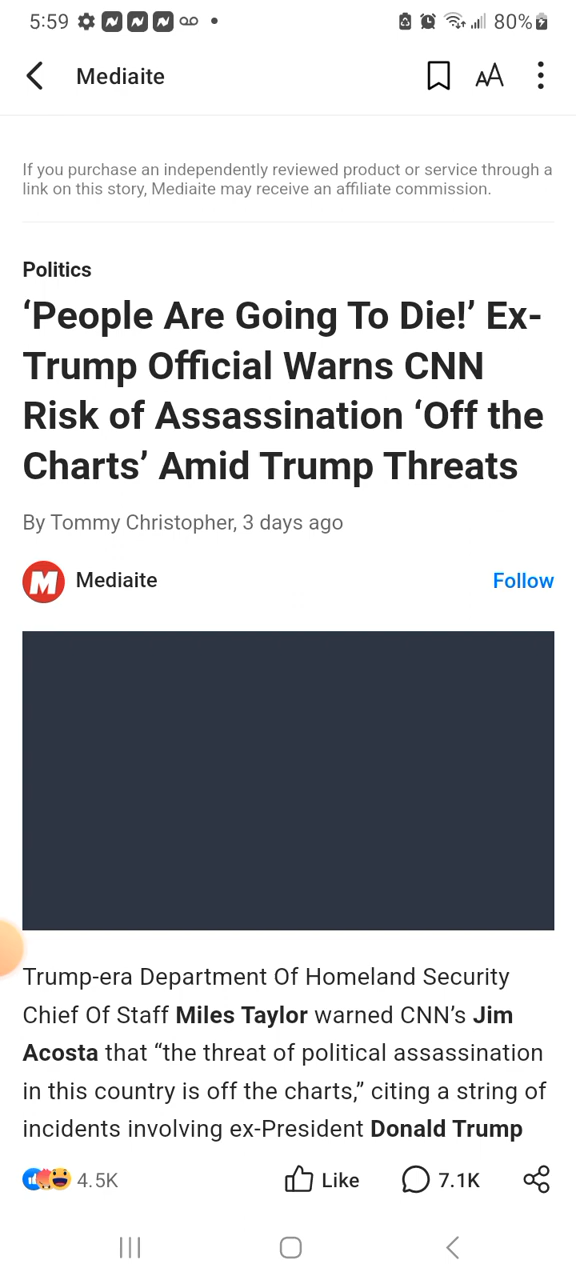 5:59
80%
Mediaite
AA
If you purchase an independently reviewed product or service through a
link on this story, Mediaite may receive an affiliate commission.
Politics
‘People Are Going To Die!’ Ex-
Trump Official Warns CNN
Risk of Assassination ‘Off the
Charts’ Amid Trump Threats
By Tommy Christopher, 3 days ago
M
Mediaite
Follow
Trump-era Department Of Homeland Security
Chief Of Staff Miles Taylor warned CNN’s Jim
Acosta that “the threat of political assassination
in this country is off the charts,” citing a string of
incidents involving ex-President Donald Trump
4.5K
Like
7.1K